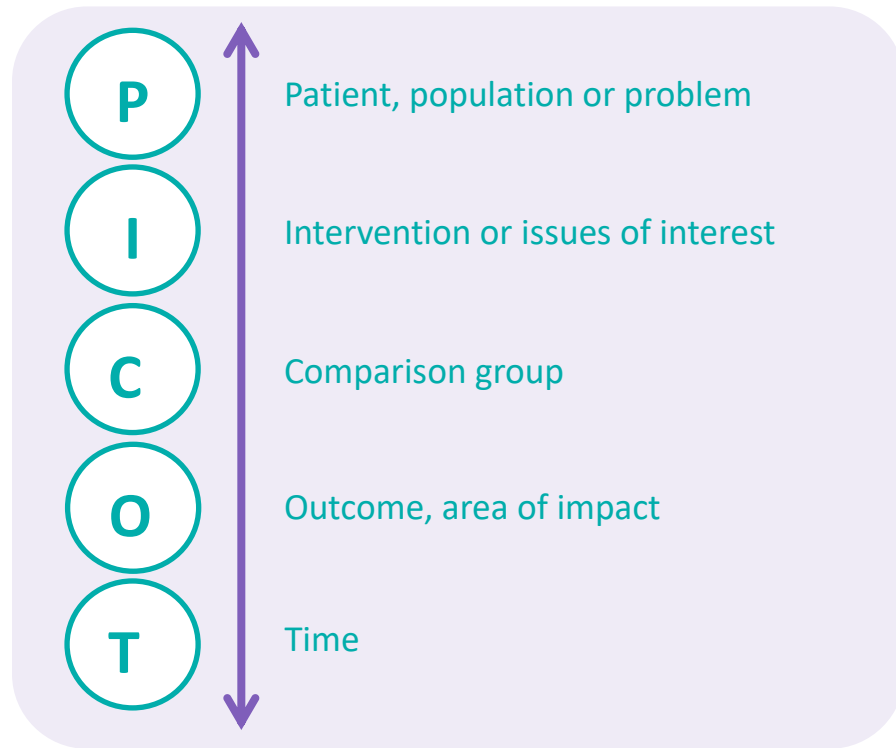 P Patient, population or problem
I Intervention or issues of interest
C Comparison group
O Outcome, area of impact
T Time